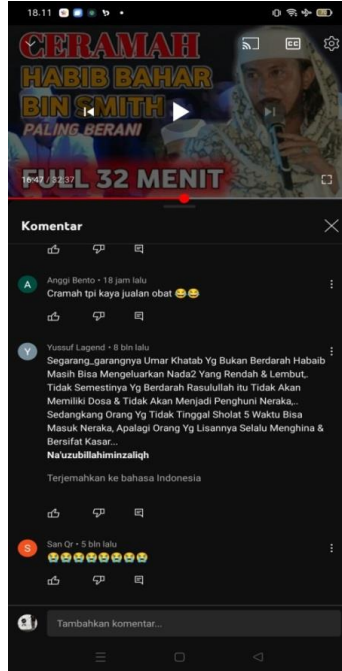 18.11
CERAMAH
HABIB BAHAR
BIN SMITH
PALING BERANI
FULL 32 MENIT
CC
16:47 / 32:37
Komentar
A
Anggi Bento • 18 jam lalu
Cramah tpi kaya jualan obat 😂😂
Y
Yussuf Lagend • 8 bln lalu
Segarang_garangnya Umar Khatab Yg Bukan Berdarah Habaib
Masih Bisa Mengeluarkan Nada2 Yang Rendah & Lembut,.
Tidak Semestinya Yg Berdarah Rasulullah itu Tidak Akan
Memiliki Dosa & Tidak Akan Menjadi Penghuni Neraka,..
Sedangkang Orang Yg Tidak Tinggal Sholat 5 Waktu Bisa
Masuk Neraka, Apalagi Orang Yg Lisannya Selalu Menghina &
Bersifat Kasar...
Na'uzubillahiminzaliqh
Terjemahkan ke bahasa Indonesia
S
San Qr • 5 bln lalu
😭😭😭😭😭😭😭😭
Tambahkan komentar...